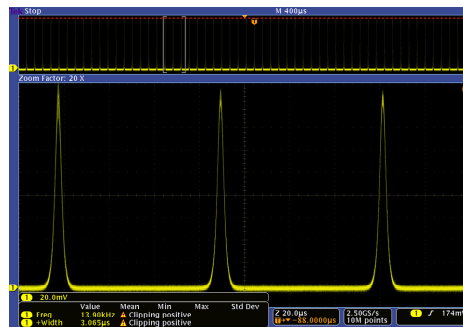 Stop M 400µs
Zoom Factor: 20 X
1 20.0mV
Value Mean Min Max Std Dev
1 Freq 13.90kHz Clipping positive
1 +Width 3.065µs Clipping positive
Z 20.0µs
-88.0000µs
2.50GS/s
10M points
1 174mV